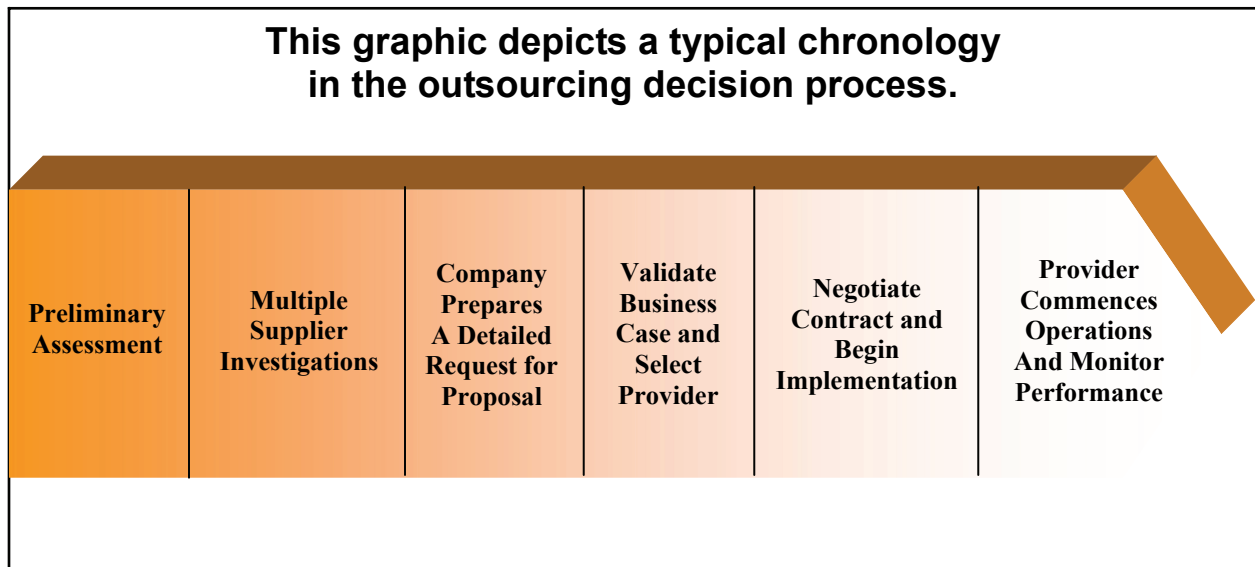 This graphic depicts a typical chronology
in the outsourcing decision process.
Preliminary
Assessment
Multiple
Supplier
Investigations
Company
Prepares
A Detailed
Request for
Proposal
Validate
Business
Case and
Select
Provider
Negotiate
Contract and
Begin
Implementation
Provider
Commences
Operations
And Monitor
Performance